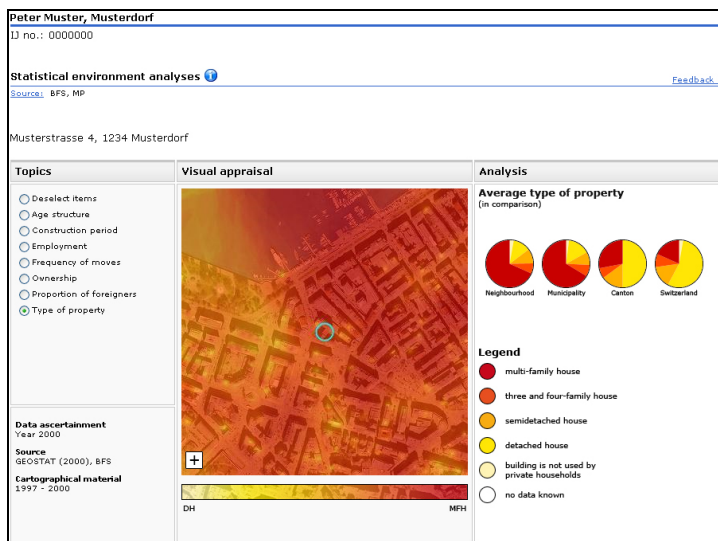 Peter Muster, Musterdorf
IJ no.: 0000000
Statistical environment analyses
Feedback
Source: BFS, MP
Musterstrasse 4, 1234 Musterdorf
Topics
Deselect items
Age structure
Construction period
Employment
Frequency of moves
Ownership
Proportion of foreigners
Type of property
Data ascertainment
Year 2000
Source
GEOSTAT (2000), BFS
Cartographical material
1997 - 2000
Visual appraisal
DH MFH
Analysis
Average type of property
(in comparison)
Neighbourhood Municipality Canton Switzerland
Legend
multi-family house
three and four-family house
semidetached house
detached house
building is not used by
private households
no data known